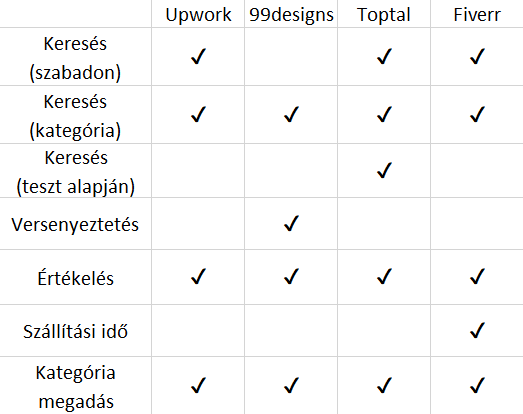 Upwork 99designs Toptal Fiverr
Keresés
(szabadon) ✓ ✓ ✓
Keresés
(kategória) ✓ ✓ ✓ ✓
Keresés
(teszt alapján) ✓
Versenyeztetés ✓
Értékelés ✓ ✓ ✓ ✓
Szállítási idő ✓
Kategória
megadás ✓ ✓ ✓ ✓